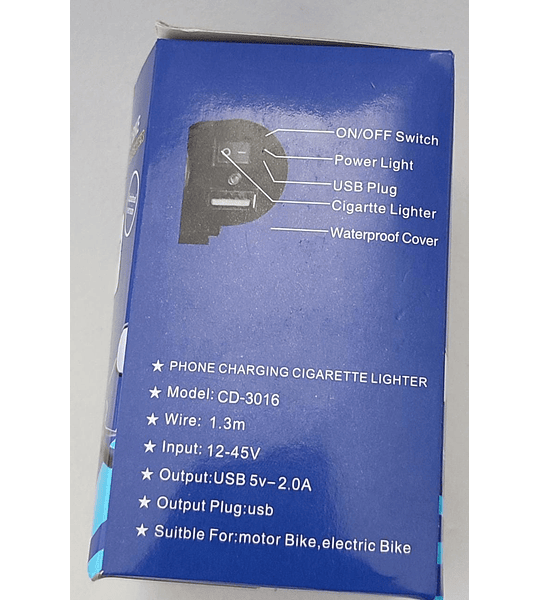 ON/OFF Switch
Power Light
USB Plug
Cigartte Lighter
Waterproof Cover
★ PHONE CHARGING CIGARETTE LIGHTER
★ Model: CD-3016
★ Wire: 1.3m
★ Input: 12-45V
★ Output:USB 5v-2.0A
★ Output Plug:usb
★ Suitble For:motor Bike,electric Bike